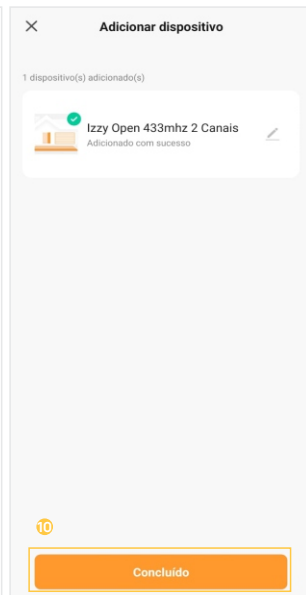 Adicionar dispositivo
1 dispositivo(s) adicionado(s)
Izzy Open 433mhz 2 Canais
Adicionado com sucesso
10
Concluído